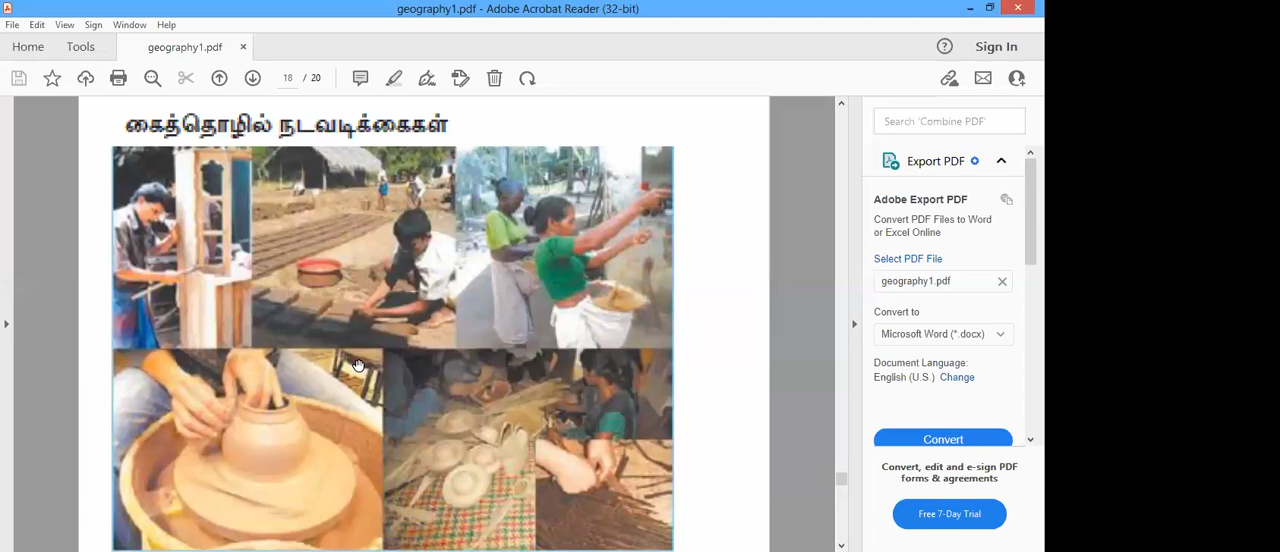 geography1.pdf - Adobe Acrobat Reader (32-bit)
File Edit View Sign Window Help
Home Tools geography1.pdf × Sign In
18 / 20
கைத்தொழில் நடவடிக்கைகள்
Search 'Combine PDF'
Export PDF
Adobe Export PDF
Convert PDF Files to Word
or Excel Online
Select PDF File
geography1.pdf
Convert to
Microsoft Word (*.docx)
Document Language:
English (U.S.) Change
Convert
Convert, edit and e-sign PDF
forms & agreements
Free 7-Day Trial